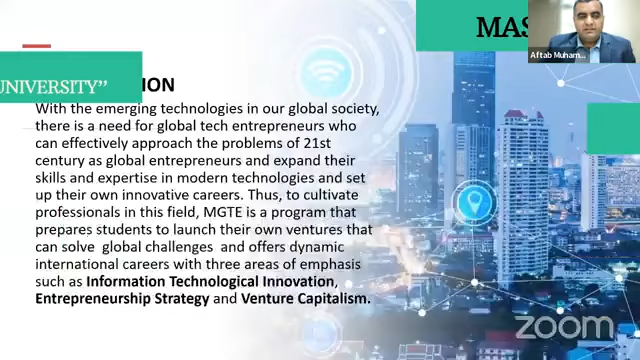 MAS
Aftab Muham...
UNIVERSITY”
ION
With the emerging technologies in our global society,
there is a need for global tech entrepreneurs who
can effectively approach the problems of 21st
century as global entrepreneurs and expand their
skills and expertise in modern technologies and set
up their own innovative careers. Thus, to cultivate
professionals in this field, MGTE is a program that
prepares students to launch their own ventures that
can solve global challenges and offers dynamic
international careers with three areas of emphasis
such as Information Technological Innovation,
Entrepreneurship Strategy and Venture Capitalism.
zoom